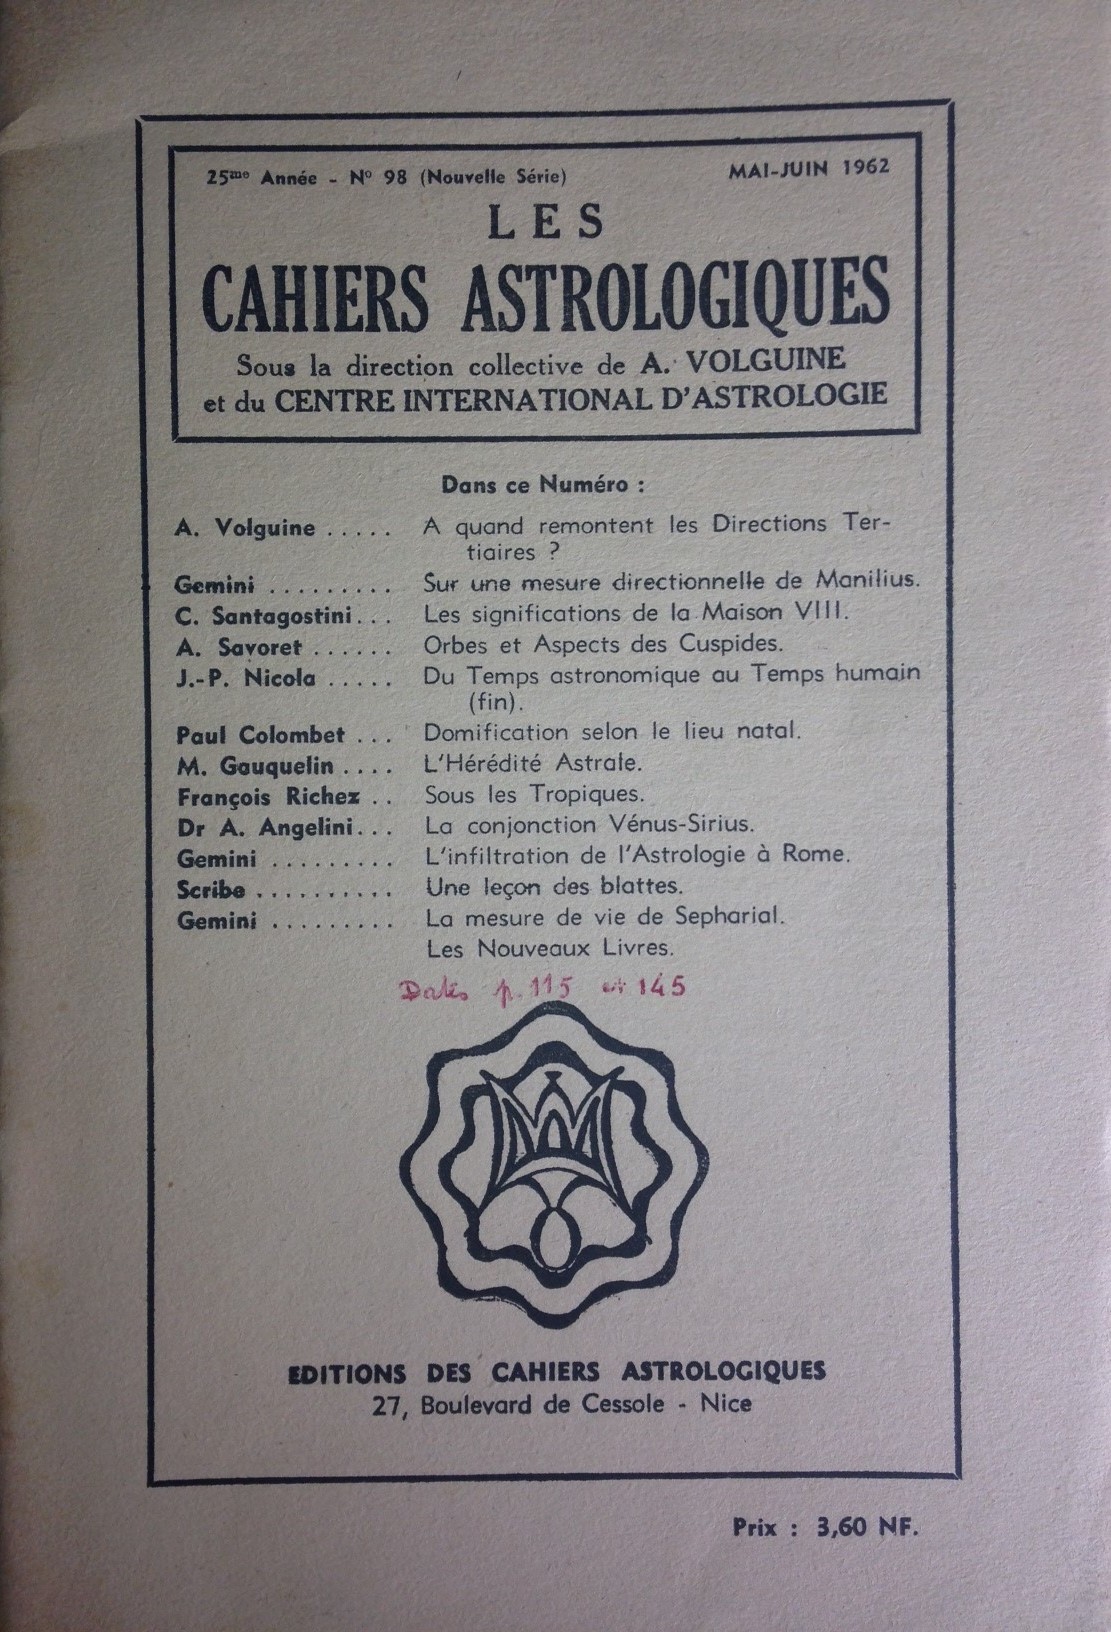 25me Année - No 98 (Nouvelle Série) MAI-JUIN 1962
LES
CAHIERS ASTROLOGIQUES
Sous la direction collective de A. VOLGUINE
et du CENTRE INTERNATIONAL D'ASTROLOGIE
Dans ce Numéro :
A. Volguine ..... A quand remontent les Directions Ter-
tiaires ?
Gemini ......... Sur une mesure directionnelle de Manilius.
C. Santagostini... Les significations de la Maison VIII.
A. Savoret ...... Orbes et Aspects des Cuspides.
J.-P. Nicola ..... Du Temps astronomique au Temps humain
(fin).
Paul Colombet ... Domification selon le lieu natal.
M. Gauquelin .... L'Hérédité Astrale.
François Richez .. Sous les Tropiques.
Dr A. Angelini... La conjonction Vénus-Sirius.
Gemini ......... L'infiltration de l'Astrologie à Rome.
Scribe .......... Une leçon des blattes.
Gemini ......... La mesure de vie de Sepharial.
Les Nouveaux Livres.
Dates p. 115 et 145
EDITIONS DES CAHIERS ASTROLOGIQUES
27, Boulevard de Cessole - Nice
Prix : 3,60 NF.